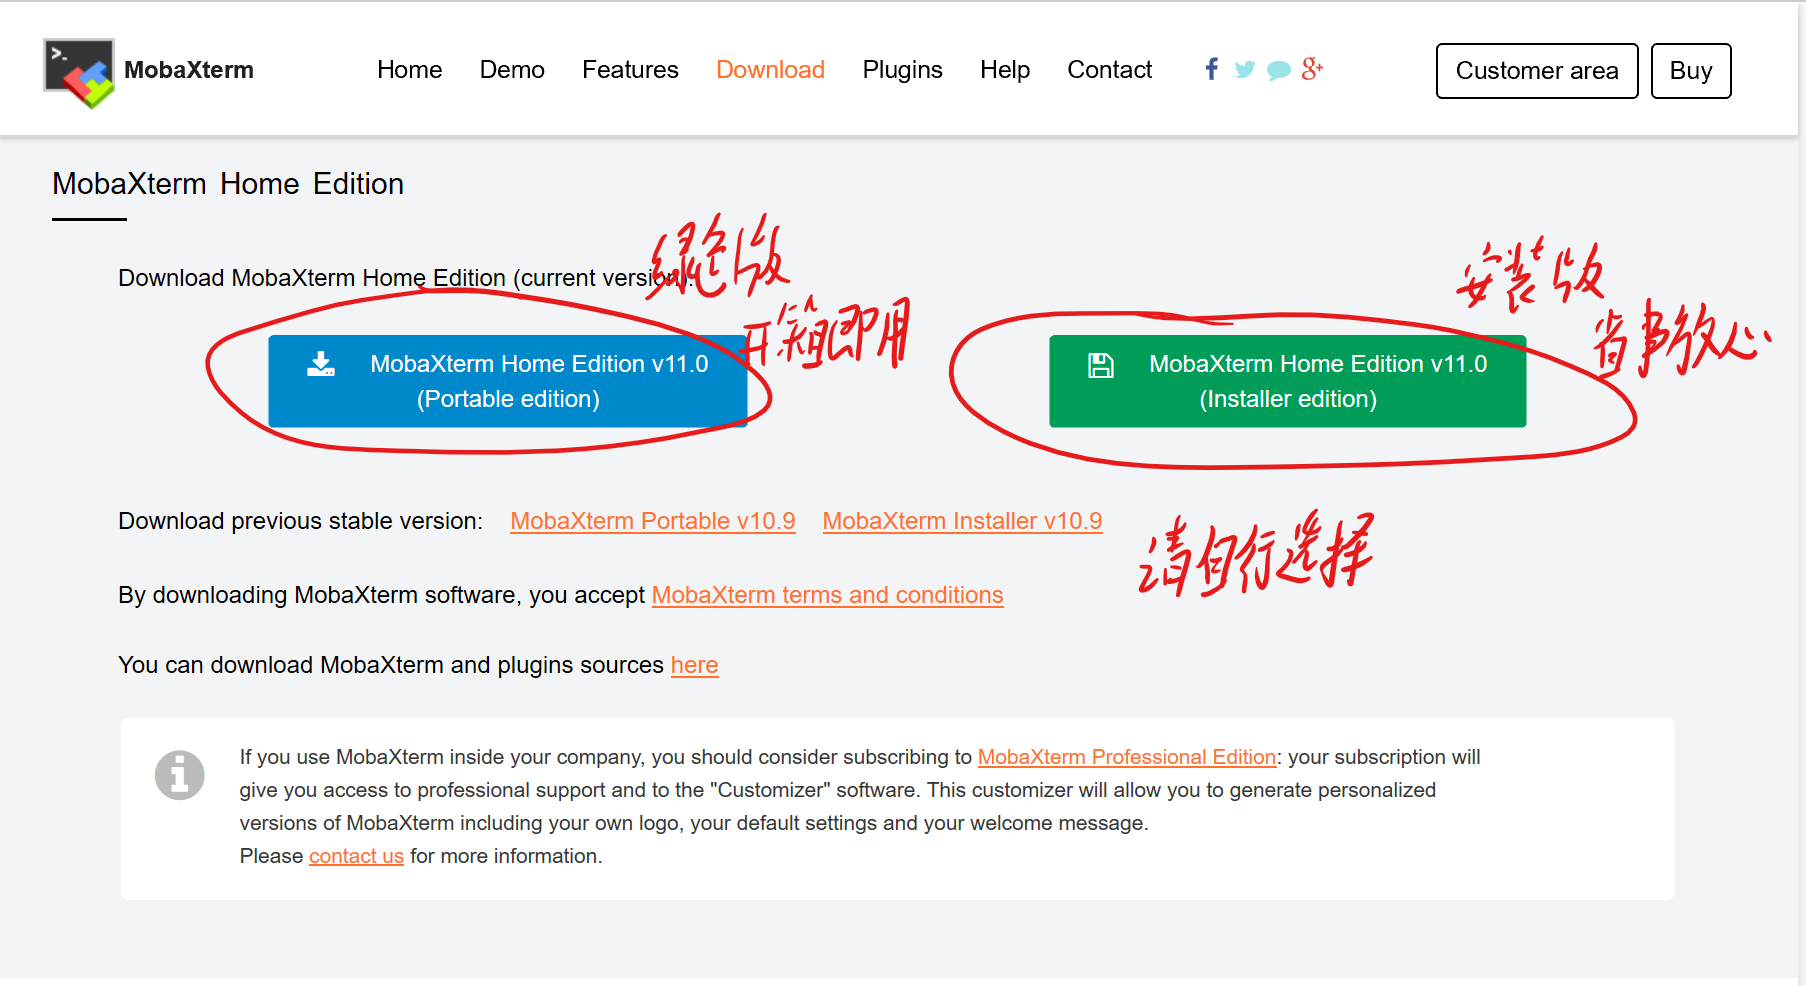 MobaXterm
Home Demo Features Download Plugins Help Contact
Customer area Buy
MobaXterm Home Edition
绿色版
安装版
Download MobaXterm Home Edition (current version):
开箱即用
省事放心
MobaXterm Home Edition v11.0
(Portable edition)
MobaXterm Home Edition v11.0
(Installer edition)
Download previous stable version: MobaXterm Portable v10.9 MobaXterm Installer v10.9
请自行选择
By downloading MobaXterm software, you accept MobaXterm terms and conditions
You can download MobaXterm and plugins sources here
If you use MobaXterm inside your company, you should consider subscribing to MobaXterm Professional Edition: your subscription will
give you access to professional support and to the "Customizer" software. This customizer will allow you to generate personalized
versions of MobaXterm including your own logo, your default settings and your welcome message.
Please contact us for more information.